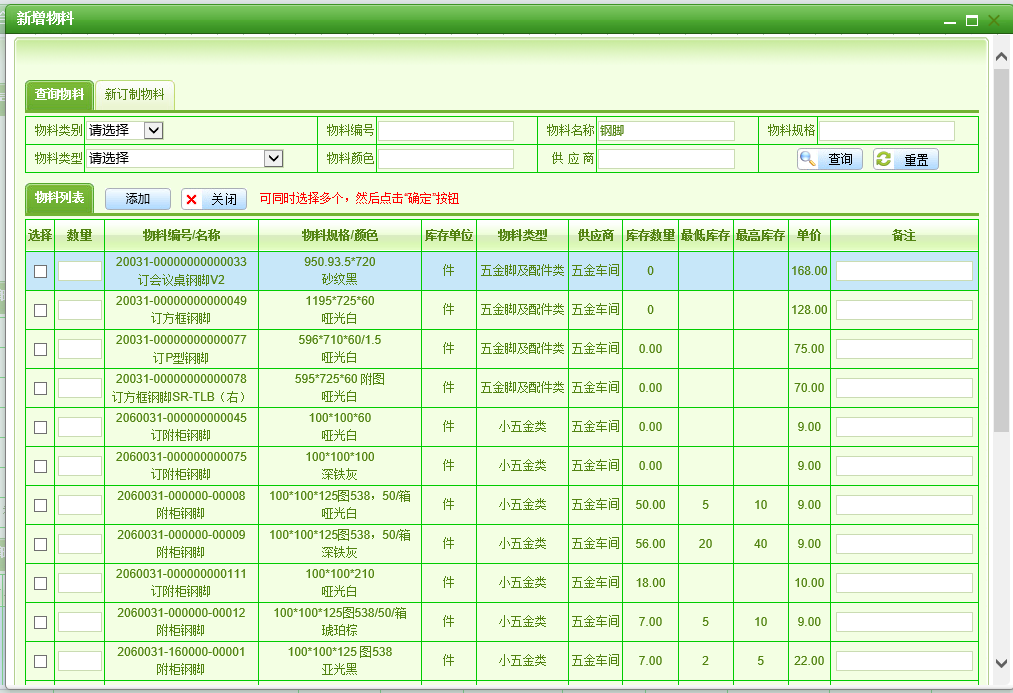 新增物料
查询物料 新订制物料
物料类别 请选择 物料编号 物料名称 钢脚 物料规格
物料类型 请选择 物料颜色 供 应 商 查询 重置
物料列表 添加 关闭 可同时选择多个，然后点击“确定”按钮
选择 数量 物料编号/名称 物料规格/颜色 库存单位 物料类型 供应商 库存数量 最低库存 最高库存 单价 备注
20031-00000000000033 950.93.5*720
件 五金脚及配件类 五金车间 0 168.00
订会议桌钢脚V2 砂纹黑
20031-00000000000049 1195*725*60
件 五金脚及配件类 五金车间 0 128.00
订方框钢脚 哑光白
20031-00000000000077 596*710*60/1.5
件 五金脚及配件类 五金车间 0.00 75.00
订P型钢脚 哑光白
20031-00000000000078 595*725*60 附图
件 五金脚及配件类 五金车间 0.00 70.00
订方框钢脚SR-TLB（右） 哑光白
2060031-000000000045 100*100*60
件 小五金类 五金车间 0.00 9.00
订附柜钢脚 哑光白
2060031-000000000075 100*100*100
件 小五金类 五金车间 0.00 9.00
订附柜钢脚 深铁灰
2060031-000000-00008 100*100*125图538，50/箱
件 小五金类 五金车间 50.00 5 10 9.00
附柜钢脚 哑光白
2060031-000000-00009 100*100*125图538，50/箱
件 小五金类 五金车间 56.00 20 40 9.00
附柜钢脚 深铁灰
2060031-000000000111 100*100*210
件 小五金类 五金车间 18.00 10.00
订附柜钢脚 哑光白
2060031-000000-00012 100*100*125图538/50/箱
件 小五金类 五金车间 7.00 5 10 9.00
附柜钢脚 琥珀棕
2060031-160000-00001 100*100*125 图538
件 小五金类 五金车间 7.00 2 5 22.00
附柜钢脚 亚光黑